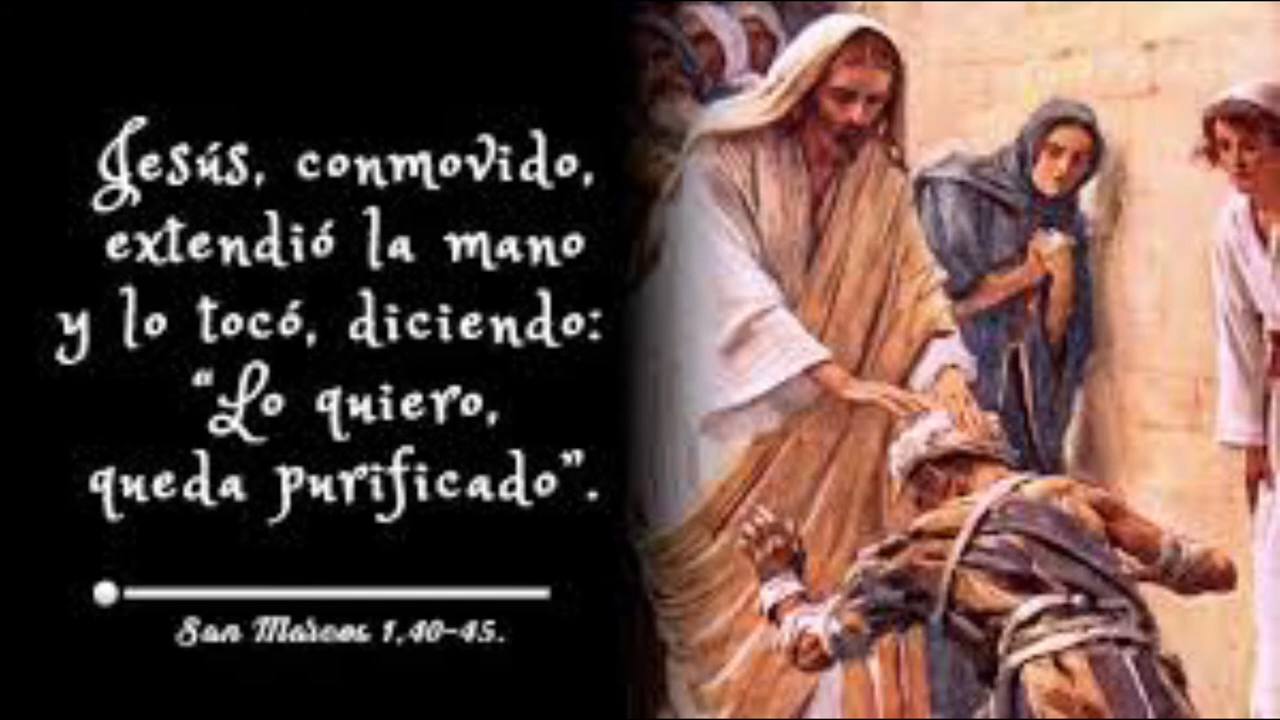 Jesús, conmovido,
extendió la mano
y lo tocó, diciendo:
“Lo quiero,
queda purificado”.
San Marcos 1,40-45.